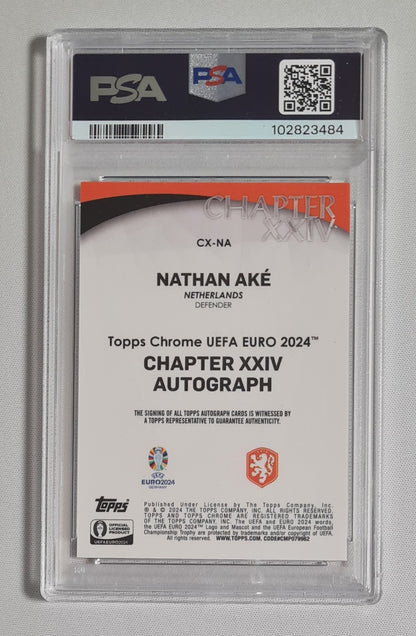 PSA
PSA
102823484
CHAPTER
XXIV
CX-NA
NATHAN AKÉ
NETHERLANDS
DEFENDER
Topps Chrome UEFA EURO 2024™
CHAPTER XXIV
AUTOGRAPH
THE SIGNING OF ALL TOPPS AUTOGRAPH CARDS IS WITNESSED BY
A TOPPS REPRESENTATIVE TO GUARANTEE AUTHENTICITY.
EURO2024
GERMANY
Topps
OFFICIAL
LICENSED
PRODUCT
UEFA EURO2024
Published Under License by The Topps Company, Inc.
® & © 2024 THE TOPPS COMPANY, INC. ALL RIGHTS RESERVED.
TOPPS AND TOPPS CHROME ARE REGISTERED TRADEMARKS
OF THE TOPPS COMPANY, INC. The UEFA and EURO 2024 words,
the UEFA EURO 2024™ Logo and Mascot and the UEFA European Football
Championship Trophy are protected by trademarks and/or copyright of UEFA.
All rights reserved. WWW.TOPPS.COM. CODE#CMP079982